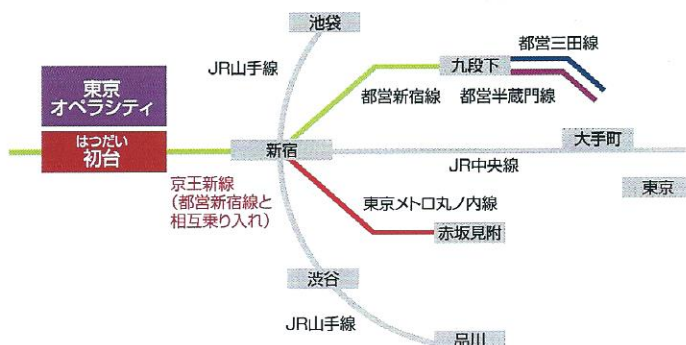 池袋
都営三田線
JR山手線
九段下
東京
オペラシティ
都営新宿線
都営半蔵門線
はつだい
初台
新宿
大手町
JR中央線
京王新線
(都営新宿線と
相互乗り入れ)
東京
東京メトロ丸ノ内線
赤坂見附
渋谷
JR山手線
品川